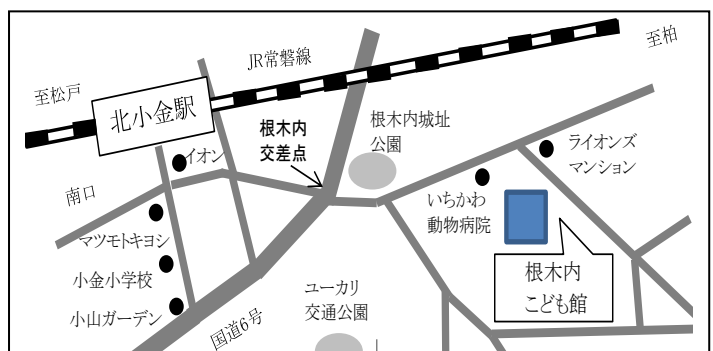 JR常磐線
至柏
至松戸
北小金駅
根木内
交差点
根木内城址
公園
ライオンズ
マンション
イオン
南口
いちかわ
動物病院
マツモトキヨシ
小金小学校
根木内
こども館
ユーカリ
交通公園
小山ガーデン
国道6号